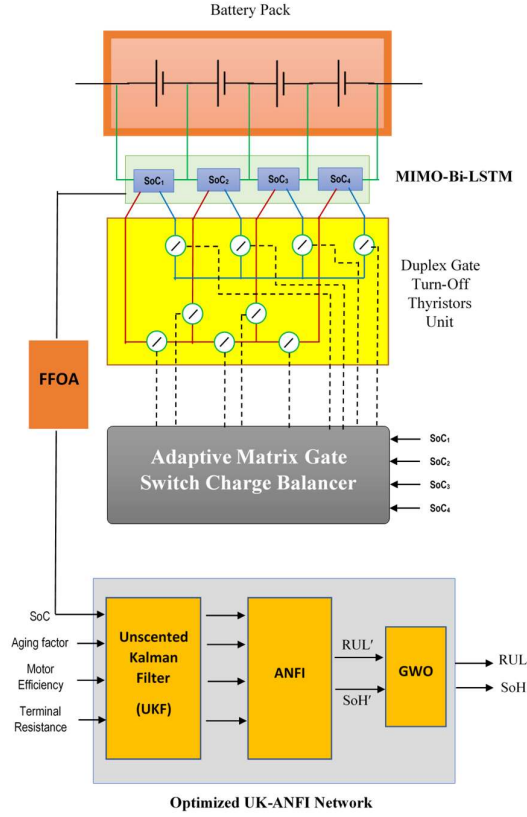 Battery Pack
SoC₁
SoC₂
SoC₃
SoC₄
MIMO-Bi-LSTM
Duplex Gate
Turn-Off
Thyristors
Unit
FFOA
Adaptive Matrix Gate
Switch Charge Balancer
SoC₁
SoC₂
SoC₃
SoC₄
SoC
Aging factor
Motor
Efficiency
Terminal
Resistance
Unscented
Kalman
Filter
(UKF)
ANFI
RUL′
SoH′
GWO
RUL
SoH
Optimized UK-ANFI Network